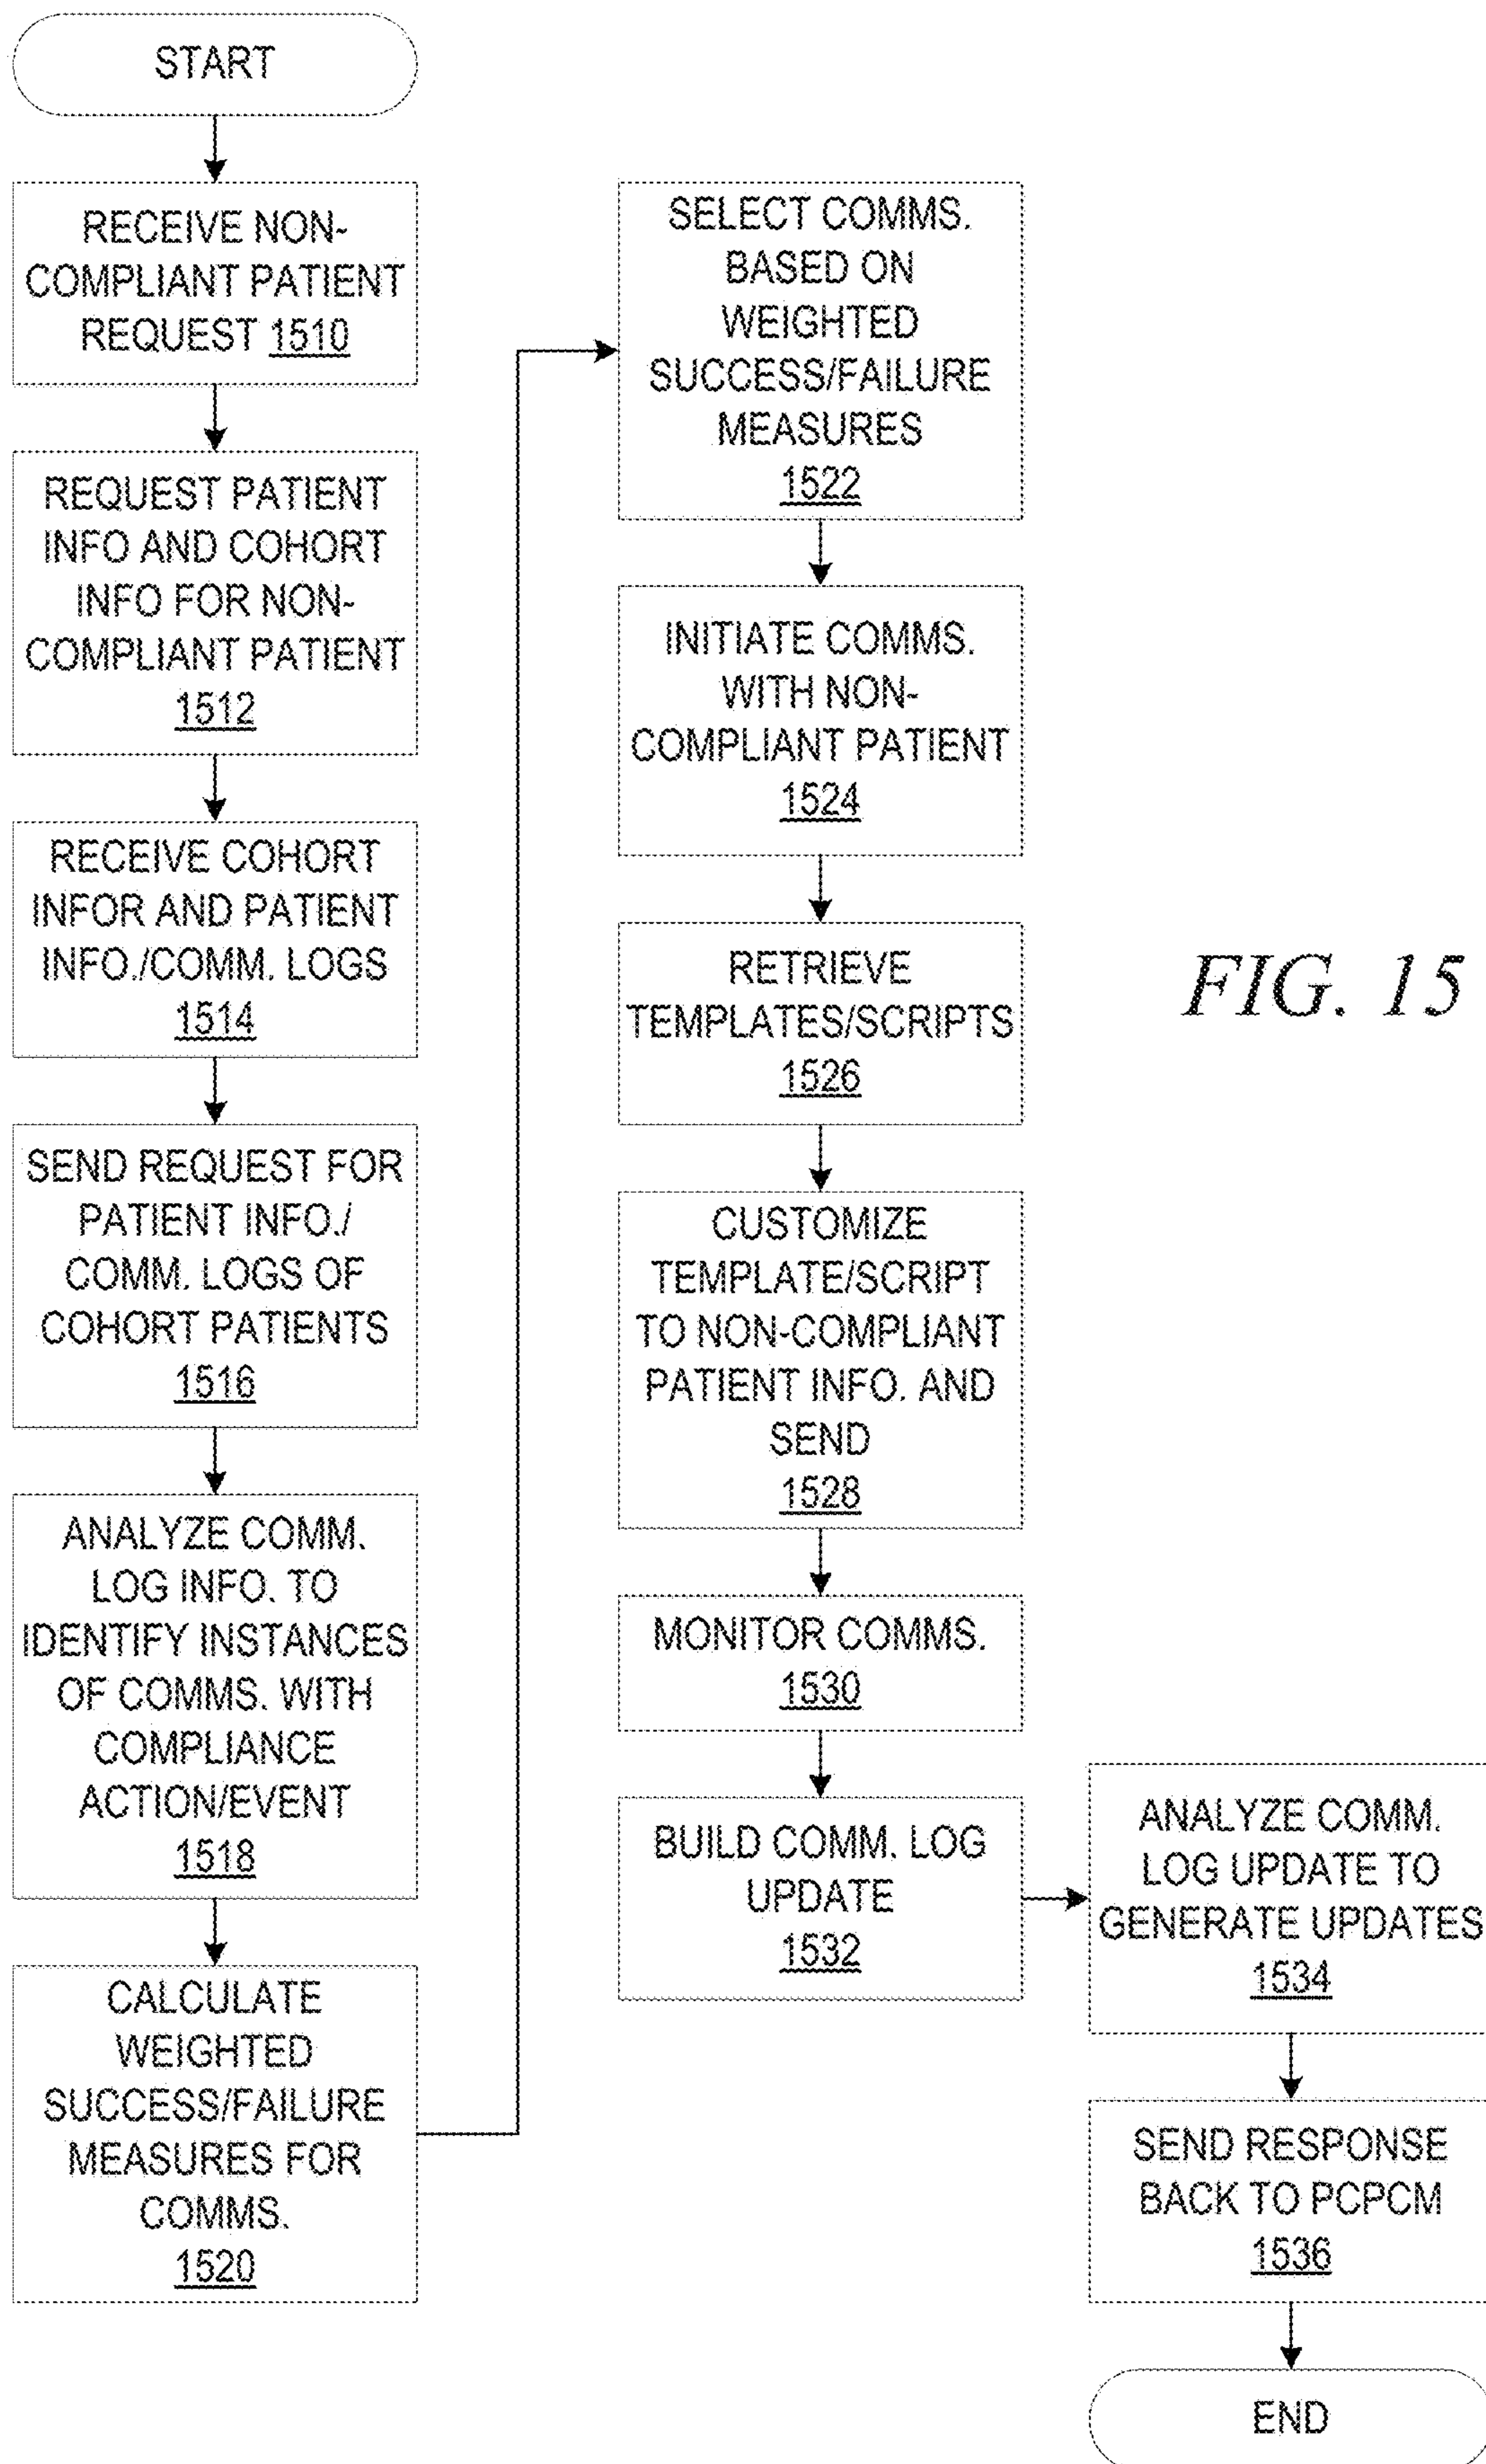 START
RECEIVE NON-
COMPLIANT PATIENT
REQUEST 1510
REQUEST PATIENT
INFO AND COHORT
INFO FOR NON-
COMPLIANT PATIENT
1512
RECEIVE COHORT
INFOR AND PATIENT
INFO./COMM. LOGS
1514
SEND REQUEST FOR
PATIENT INFO./
COMM. LOGS OF
COHORT PATIENTS
1516
ANALYZE COMM.
LOG INFO. TO
IDENTIFY INSTANCES
OF COMMS. WITH
COMPLIANCE
ACTION/EVENT
1518
CALCULATE
WEIGHTED
SUCCESS/FAILURE
MEASURES FOR
COMMS.
1520
SELECT COMMS.
BASED ON
WEIGHTED
SUCCESS/FAILURE
MEASURES
1522
INITIATE COMMS.
WITH NON-
COMPLIANT PATIENT
1524
RETRIEVE
TEMPLATES/SCRIPTS
1526
CUSTOMIZE
TEMPLATE/SCRIPT
TO NON-COMPLIANT
PATIENT INFO. AND
SEND
1528
MONITOR COMMS.
1530
BUILD COMM. LOG
UPDATE
1532
ANALYZE COMM.
LOG UPDATE TO
GENERATE UPDATES
1534
SEND RESPONSE
BACK TO PCPCM
1536
END
FIG. 15